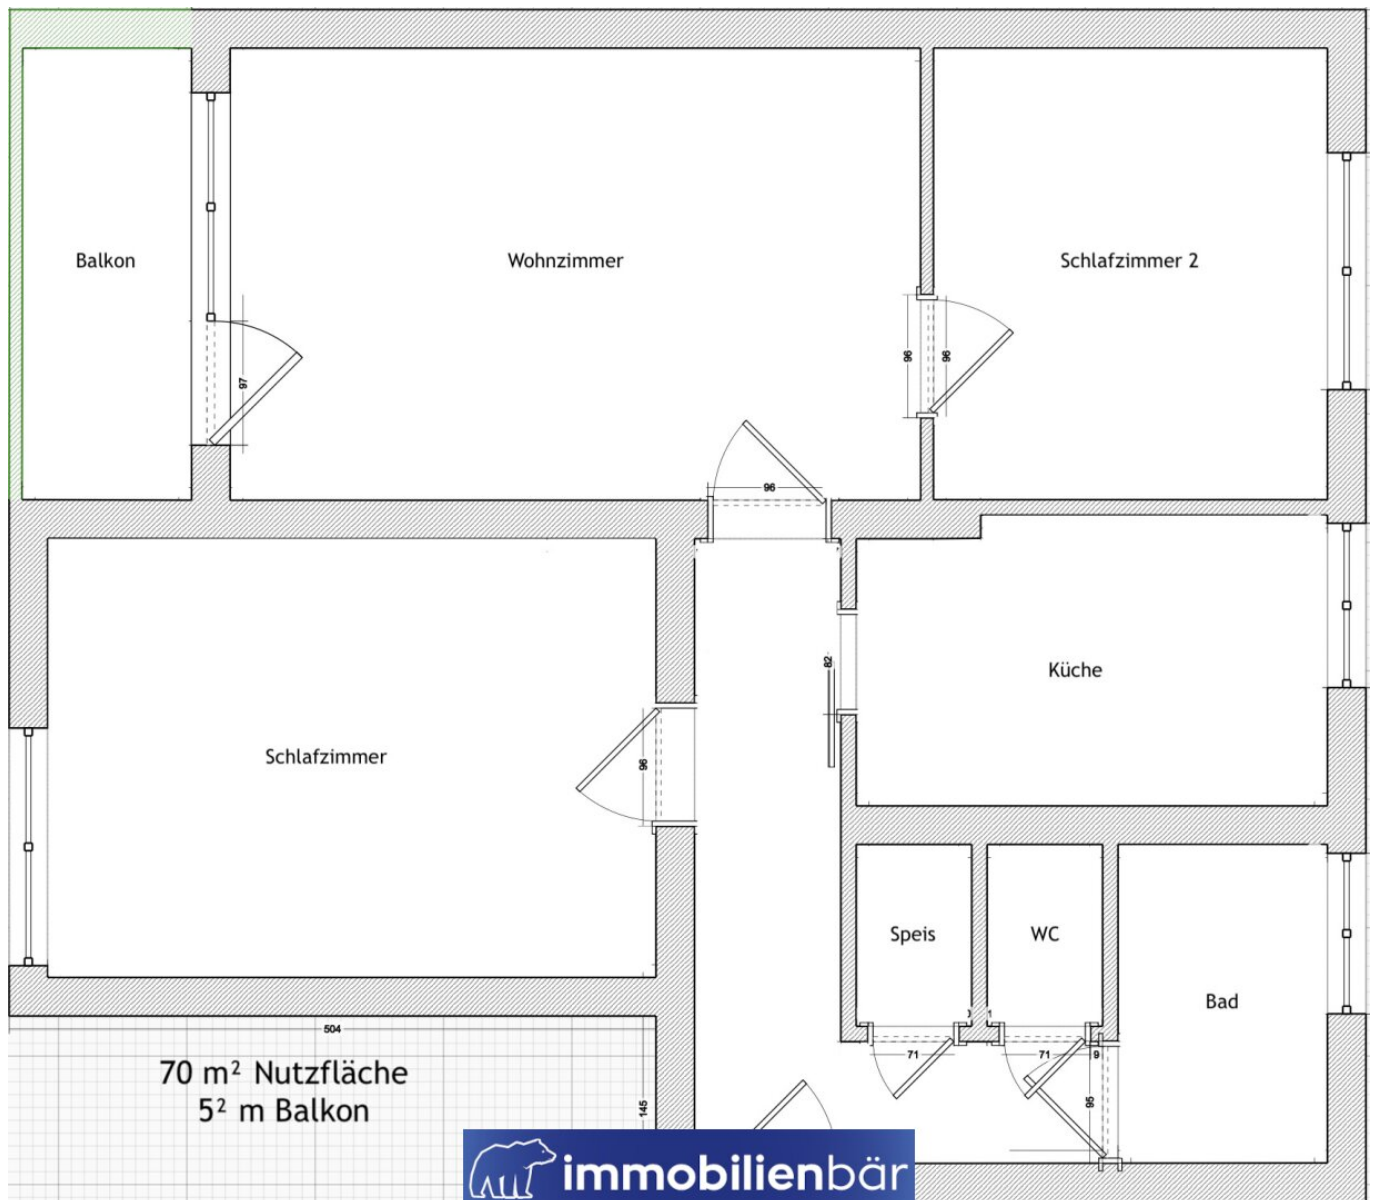 Balkon
Wohnzimmer
Schlafzimmer 2
97
96
96
96
82
Küche
Schlafzimmer
96
Speis
WC
Bad
504
71
71
9
95
145
70 m² Nutzfläche
5² m Balkon
immobilienbär